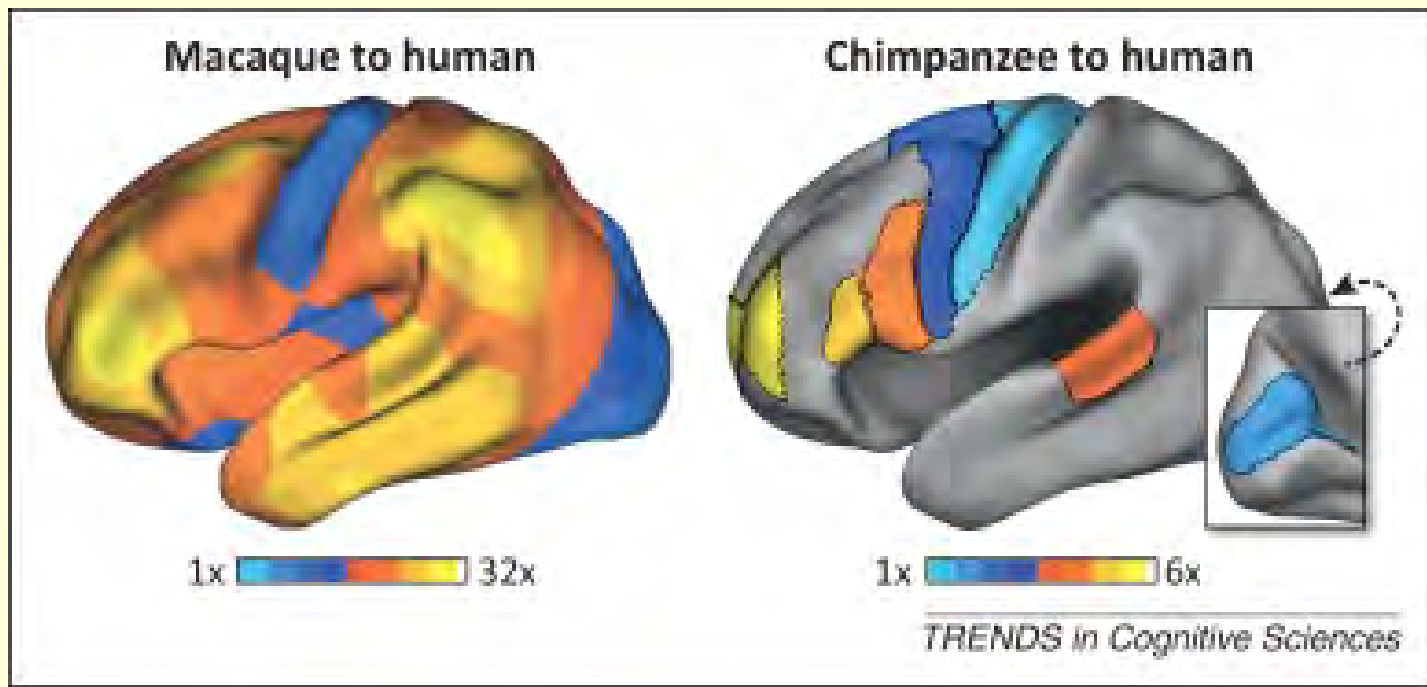 Macaque to human
Chimpanzee to human
1x 32x
1x 6x
TRENDS in Cognitive Sciences